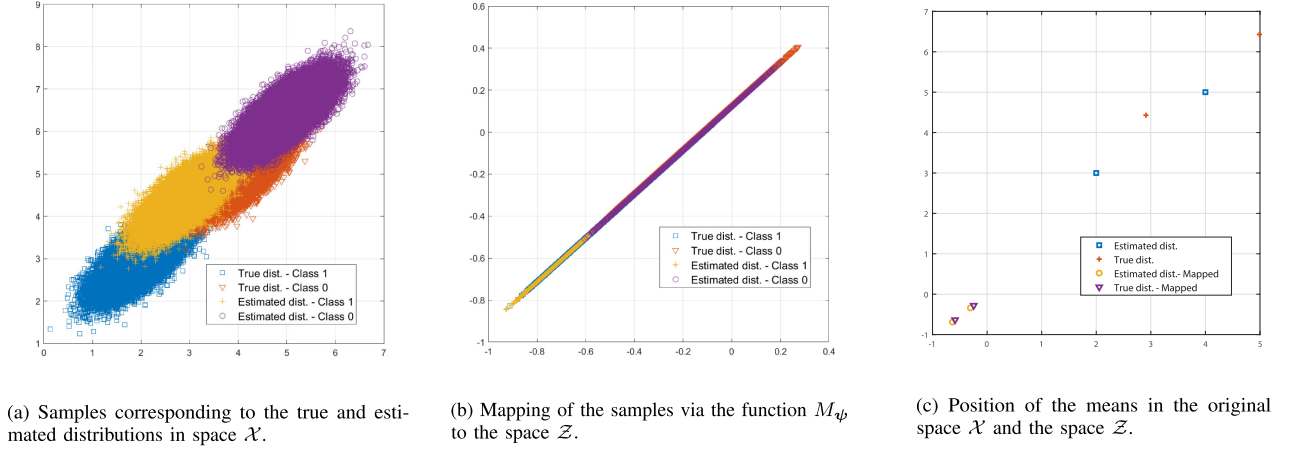 9
8
7
6
5
4
3
2
1
0 1 2 3 4 5 6 7
True dist. - Class 1
True dist. - Class 0
Estimated dist. - Class 1
Estimated dist. - Class 0
(a) Samples corresponding to the true and esti-
mated distributions in space 𝒳.
0.6
0.4
0.2
0
-0.2
-0.4
-0.6
-0.8
-1
-1 -0.8 -0.6 -0.4 -0.2 0 0.2 0.4
True dist. - Class 1
True dist. - Class 0
Estimated dist. - Class 1
Estimated dist. - Class 0
(b) Mapping of the samples via the function M_ψ
to the space 𝒵.
7
6
5
4
3
2
1
0
-1
-1 0 1 2 3 4 5
Estimated dist.
True dist.
Estimated dist.- Mapped
True dist. - Mapped
(c) Position of the means in the original
space 𝒳 and the space 𝒵.